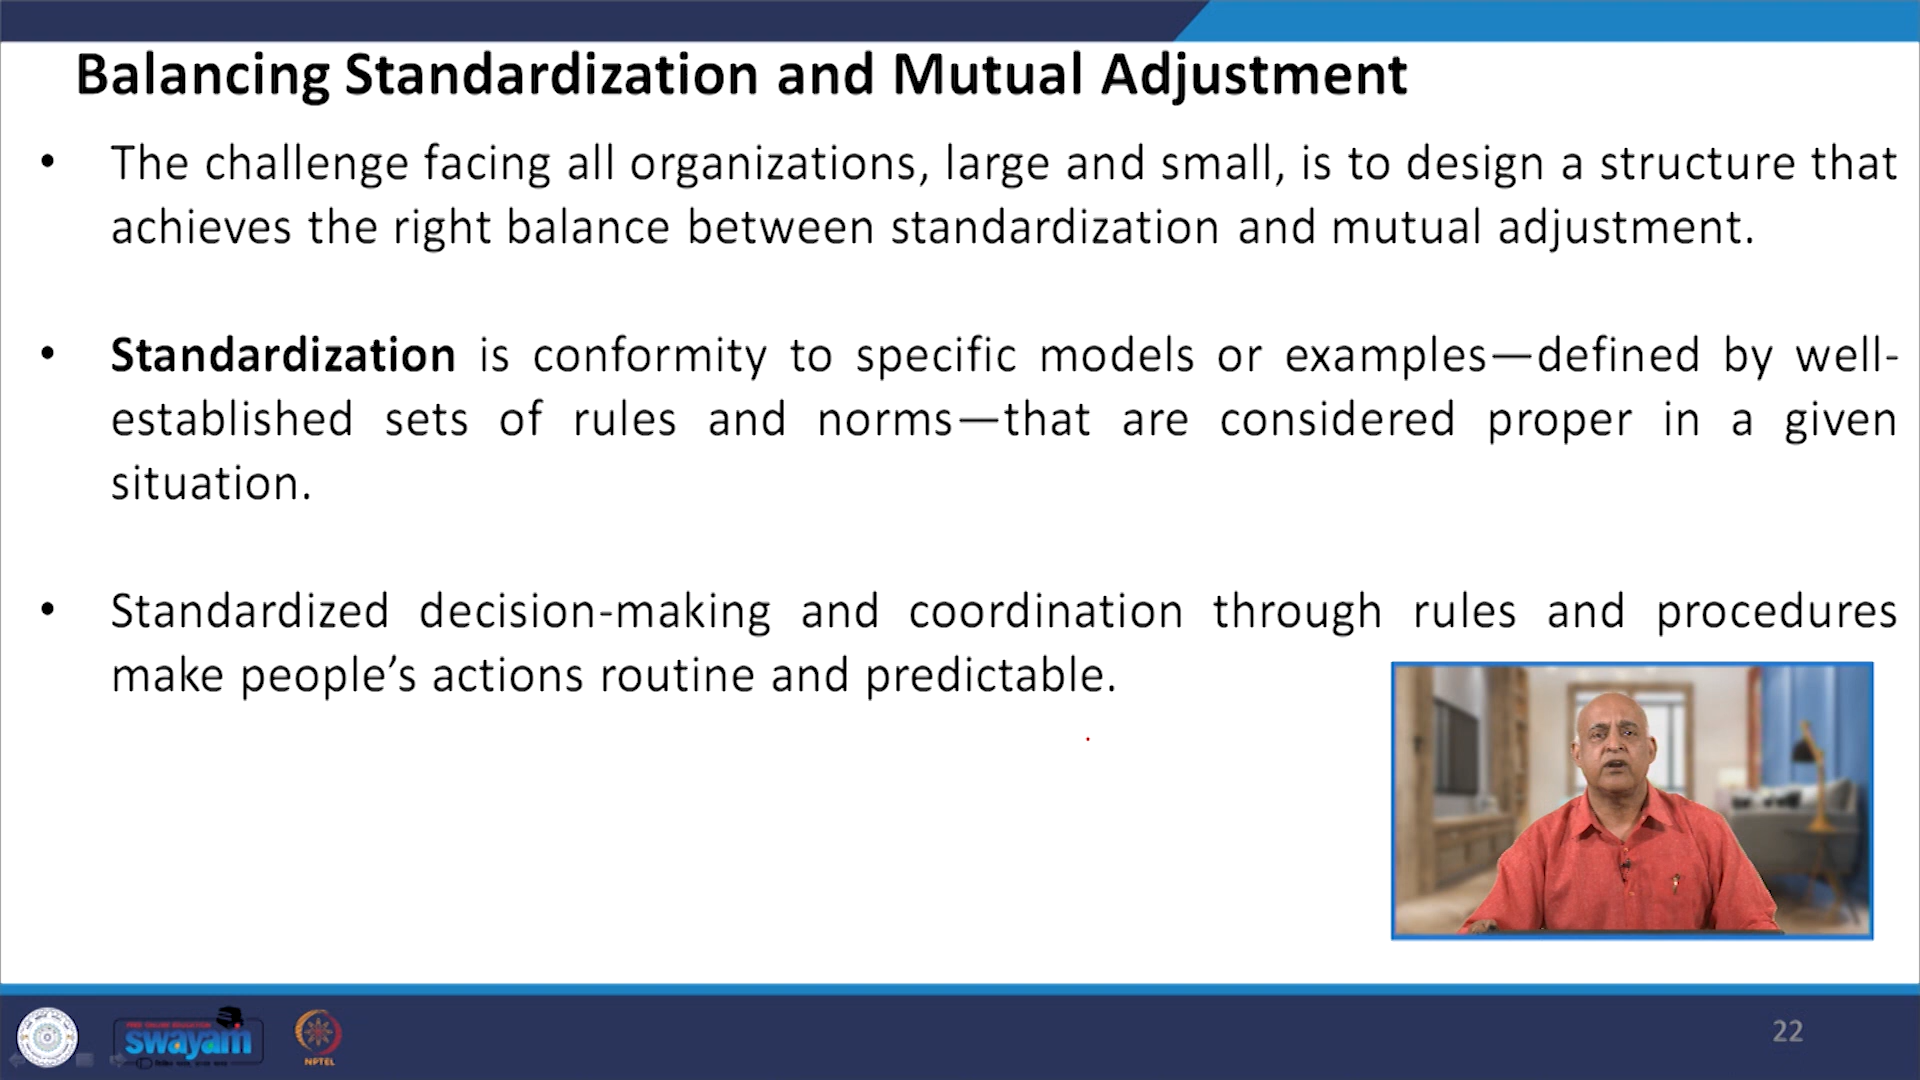 Balancing Standardization and Mutual Adjustment
• The challenge facing all organizations, large and small, is to design a structure that
achieves the right balance between standardization and mutual adjustment.
• Standardization is conformity to specific models or examples—defined by well-
established sets of rules and norms—that are considered proper in a given
situation.
• Standardized decision-making and coordination through rules and procedures
make people’s actions routine and predictable.
FREE ONLINE EDUCATION
swayam
NPTEL
22